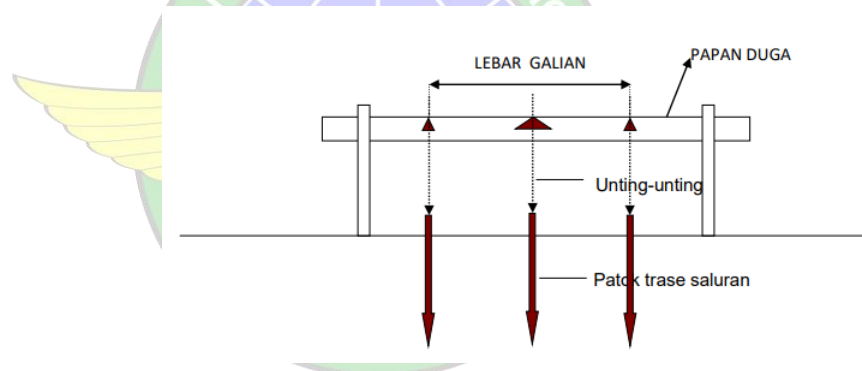 LEBAR GALIAN
PAPAN DUGA
Unting-unting
Patok trase saluran